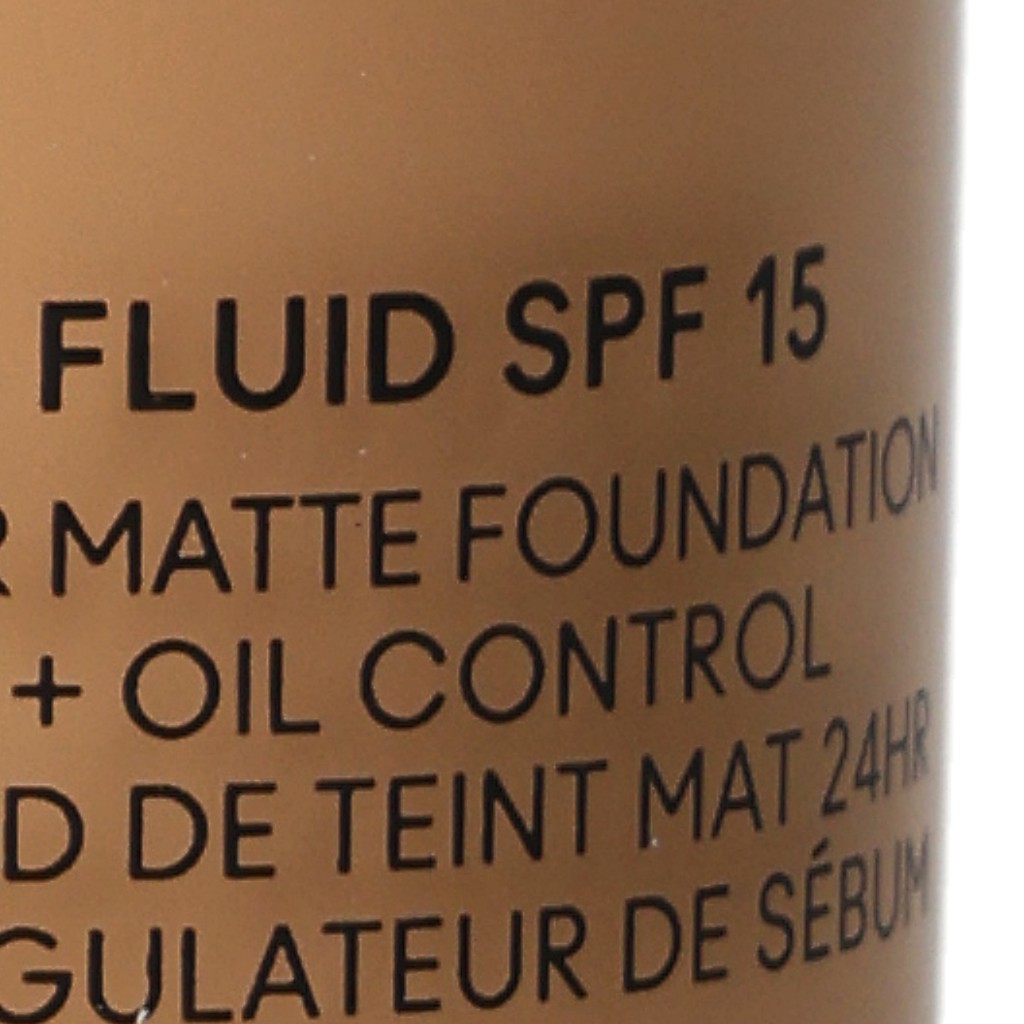 FLUID SPF 15
R MATTE FOUNDATION
+ OIL CONTROL
D DE TEINT MAT 24HR
GULATEUR DE SÉBUM